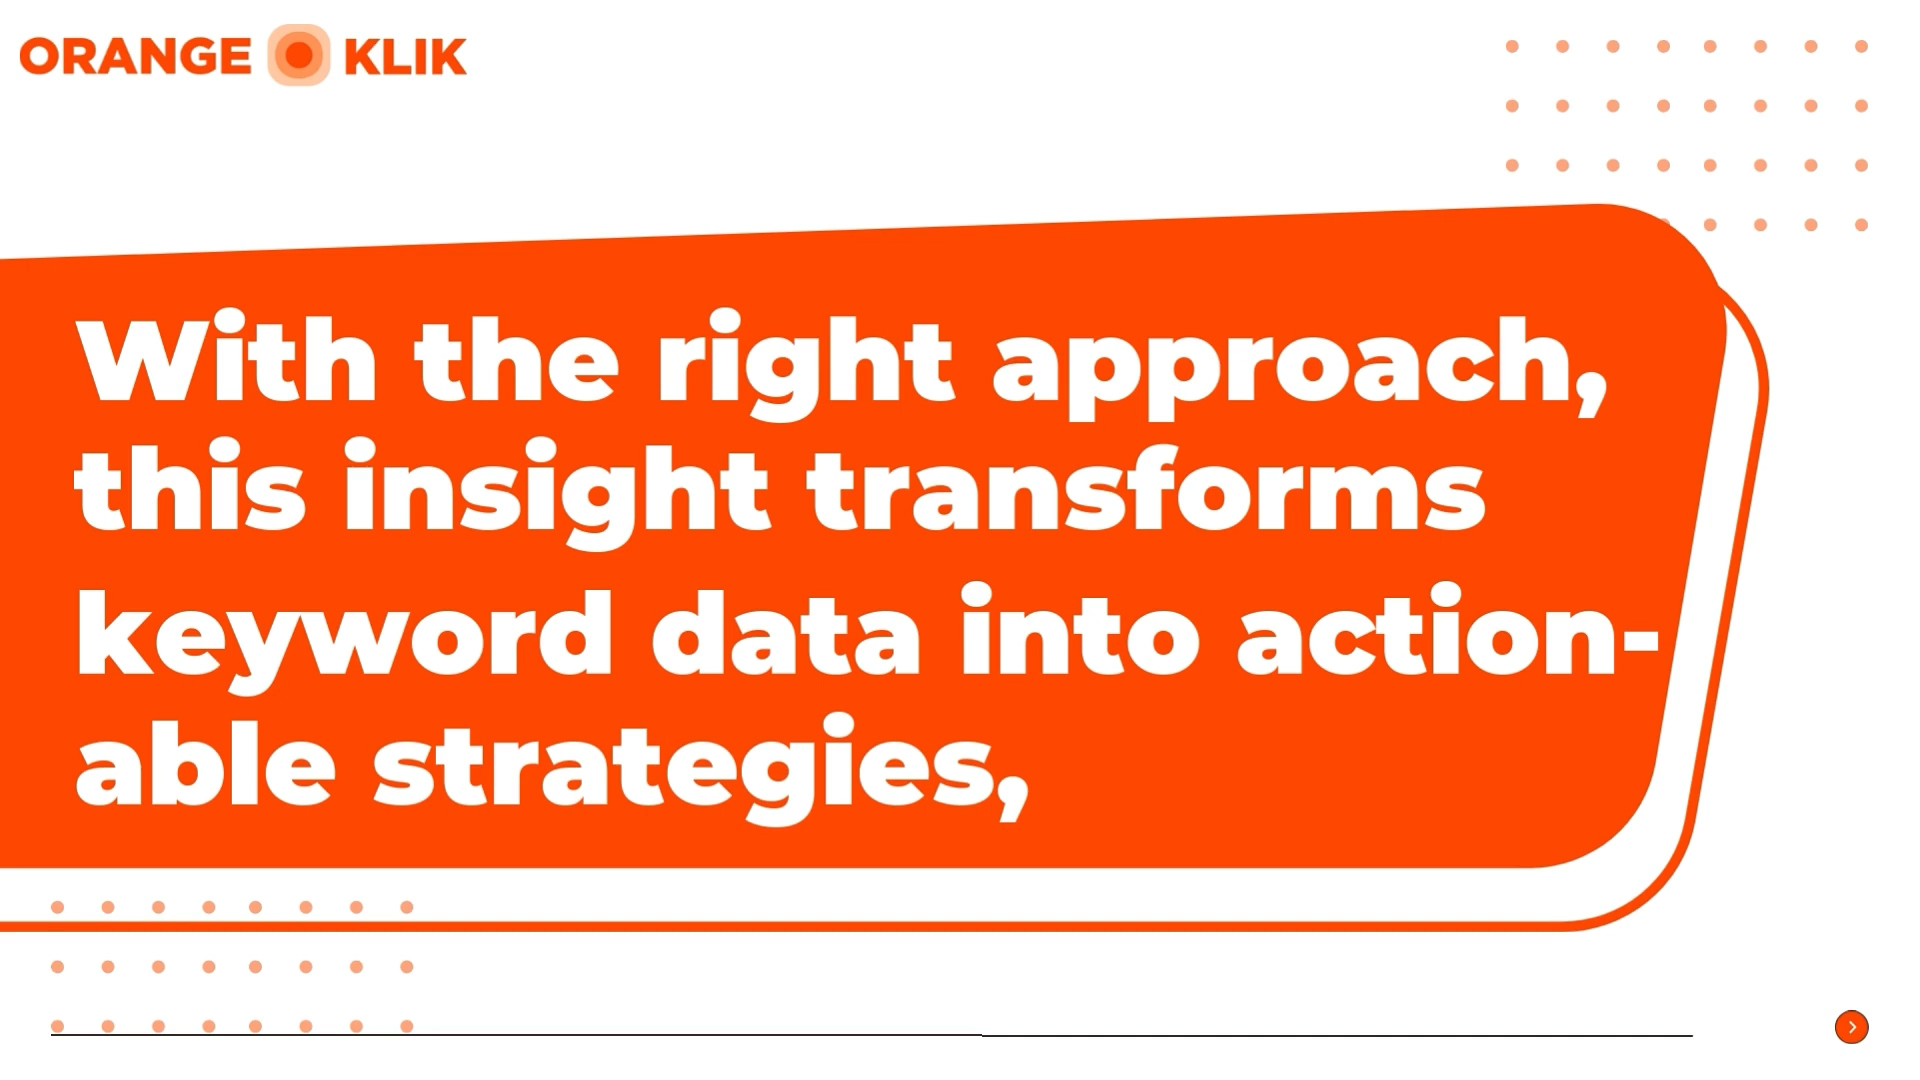 ORANGE KLIK
With the right approach,
this insight transforms
keyword data into action-
able strategies,